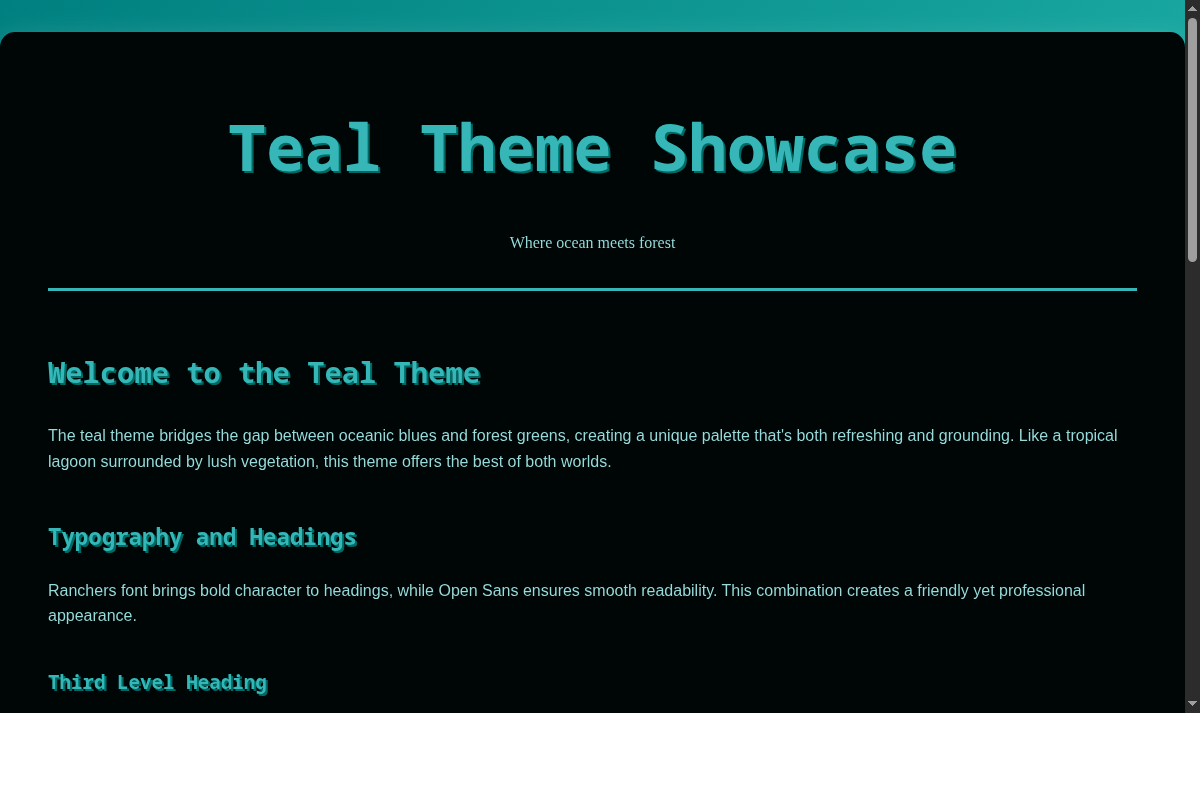 Teal Theme Showcase
Where ocean meets forest
Welcome to the Teal Theme
The teal theme bridges the gap between oceanic blues and forest greens, creating a unique palette that's both refreshing and grounding. Like a tropical
lagoon surrounded by lush vegetation, this theme offers the best of both worlds.
Typography and Headings
Ranchers font brings bold character to headings, while Open Sans ensures smooth readability. This combination creates a friendly yet professional
appearance.
Third Level Heading